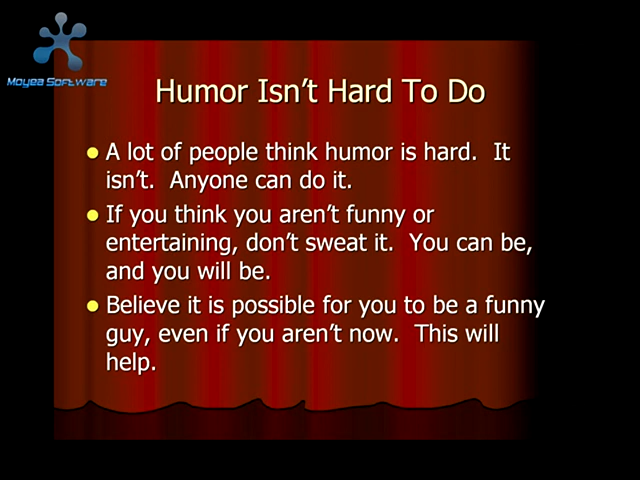 Moyea Software
Humor Isn't Hard To Do
A lot of people think humor is hard. It
isn't. Anyone can do it.
If you think you aren't funny or
entertaining, don't sweat it. You can be,
and you will be.
Believe it is possible for you to be a funny
guy, even if you aren't now. This will
help.